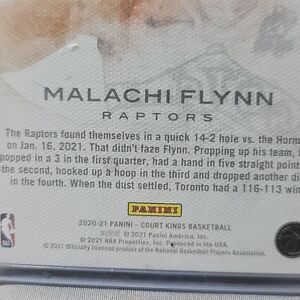 MALACHI FLYNN
RAPTORS
The Raptors found themselves in a quick 14-2 hole vs. the Horn
on Jan. 16, 2021. That didn't faze Flynn. Propping up his team,
popped in a 3 in the first quarter, had a hand in five straight point
the second, hooked up a hoop in the third and dropped another di
in the fourth. When the dust settled, Toronto had a 116-113 win
PANINI
2020-21 PANINI – COURT KINGS BASKETBALL
© 2021 Panini America, Inc.
© 2021 NBA Properties, Inc. Produced in the USA.
© 2021 Officially licensed product of the National Basketball Players Association.